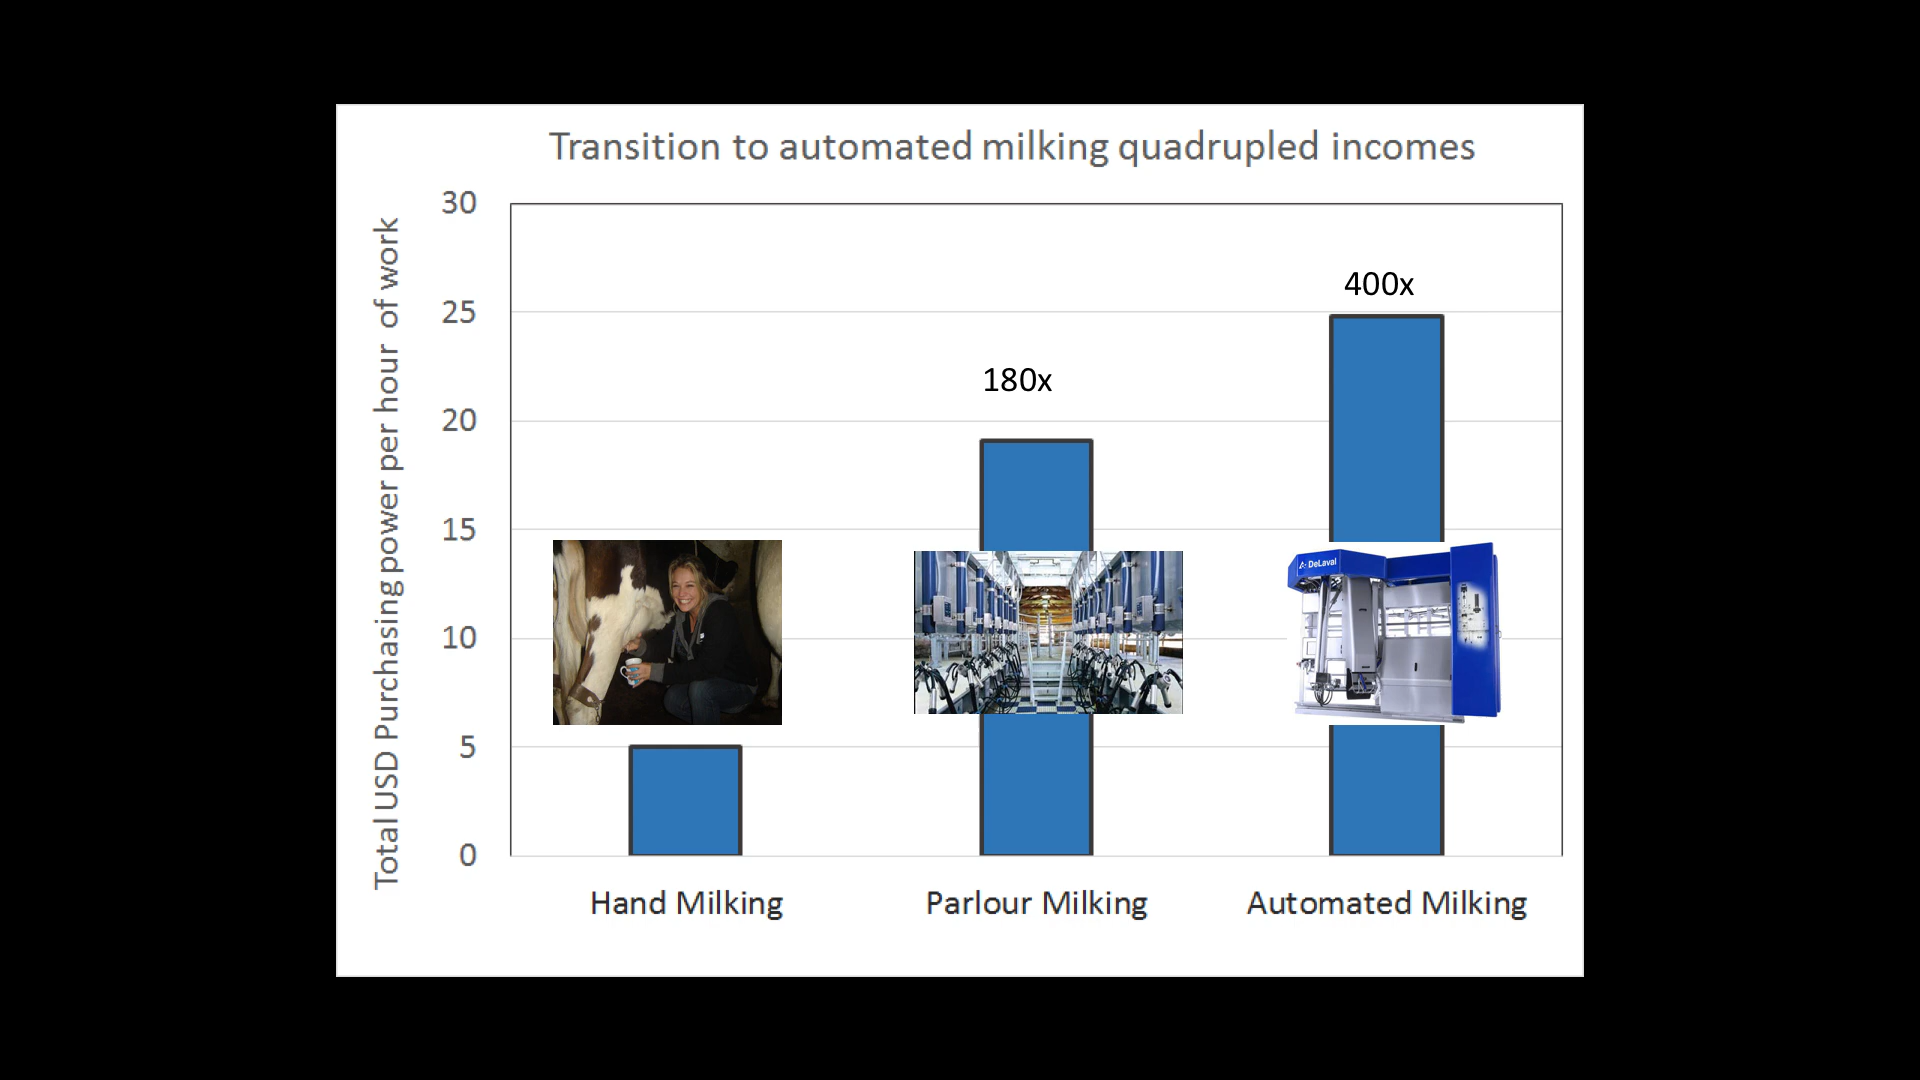 Transition to automated milking quadrupled incomes
Total USD Purchasing power per hour of work
30
25
20
15
10
5
0
400x
180x
DeLaval
Hand Milking
Parlour Milking
Automated Milking